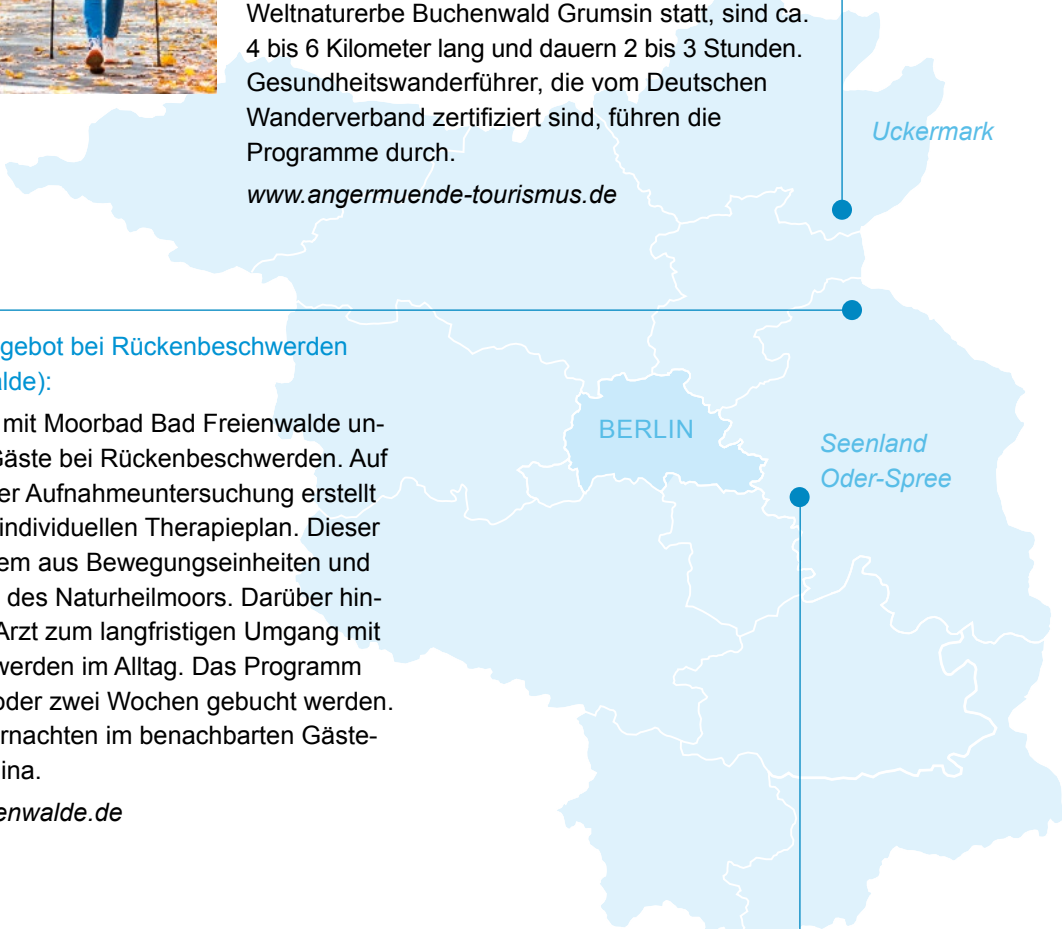 Weltnaturerbe Buchenwald Grumsin statt, sind ca.
4 bis 6 Kilometer lang und dauern 2 bis 3 Stunden.
Gesundheitswanderführer, die vom Deutschen
Wanderverband zertifiziert sind, führen die
Programme durch.
www.angermuende-tourismus.de
Uckermark
gebot bei Rückenbeschwerden
lde):
mit Moorbad Bad Freienwalde un-
Gäste bei Rückenbeschwerden. Auf
er Aufnahmeuntersuchung erstellt
individuellen Therapieplan. Dieser
em aus Bewegungseinheiten und
des Naturheilmoors. Darüber hin-
Arzt zum langfristigen Umgang mit
werden im Alltag. Das Programm
oder zwei Wochen gebucht werden.
ernachten im benachbarten Gäste-
ina.
enwalde.de
BERLIN
Seenland
Oder-Spree